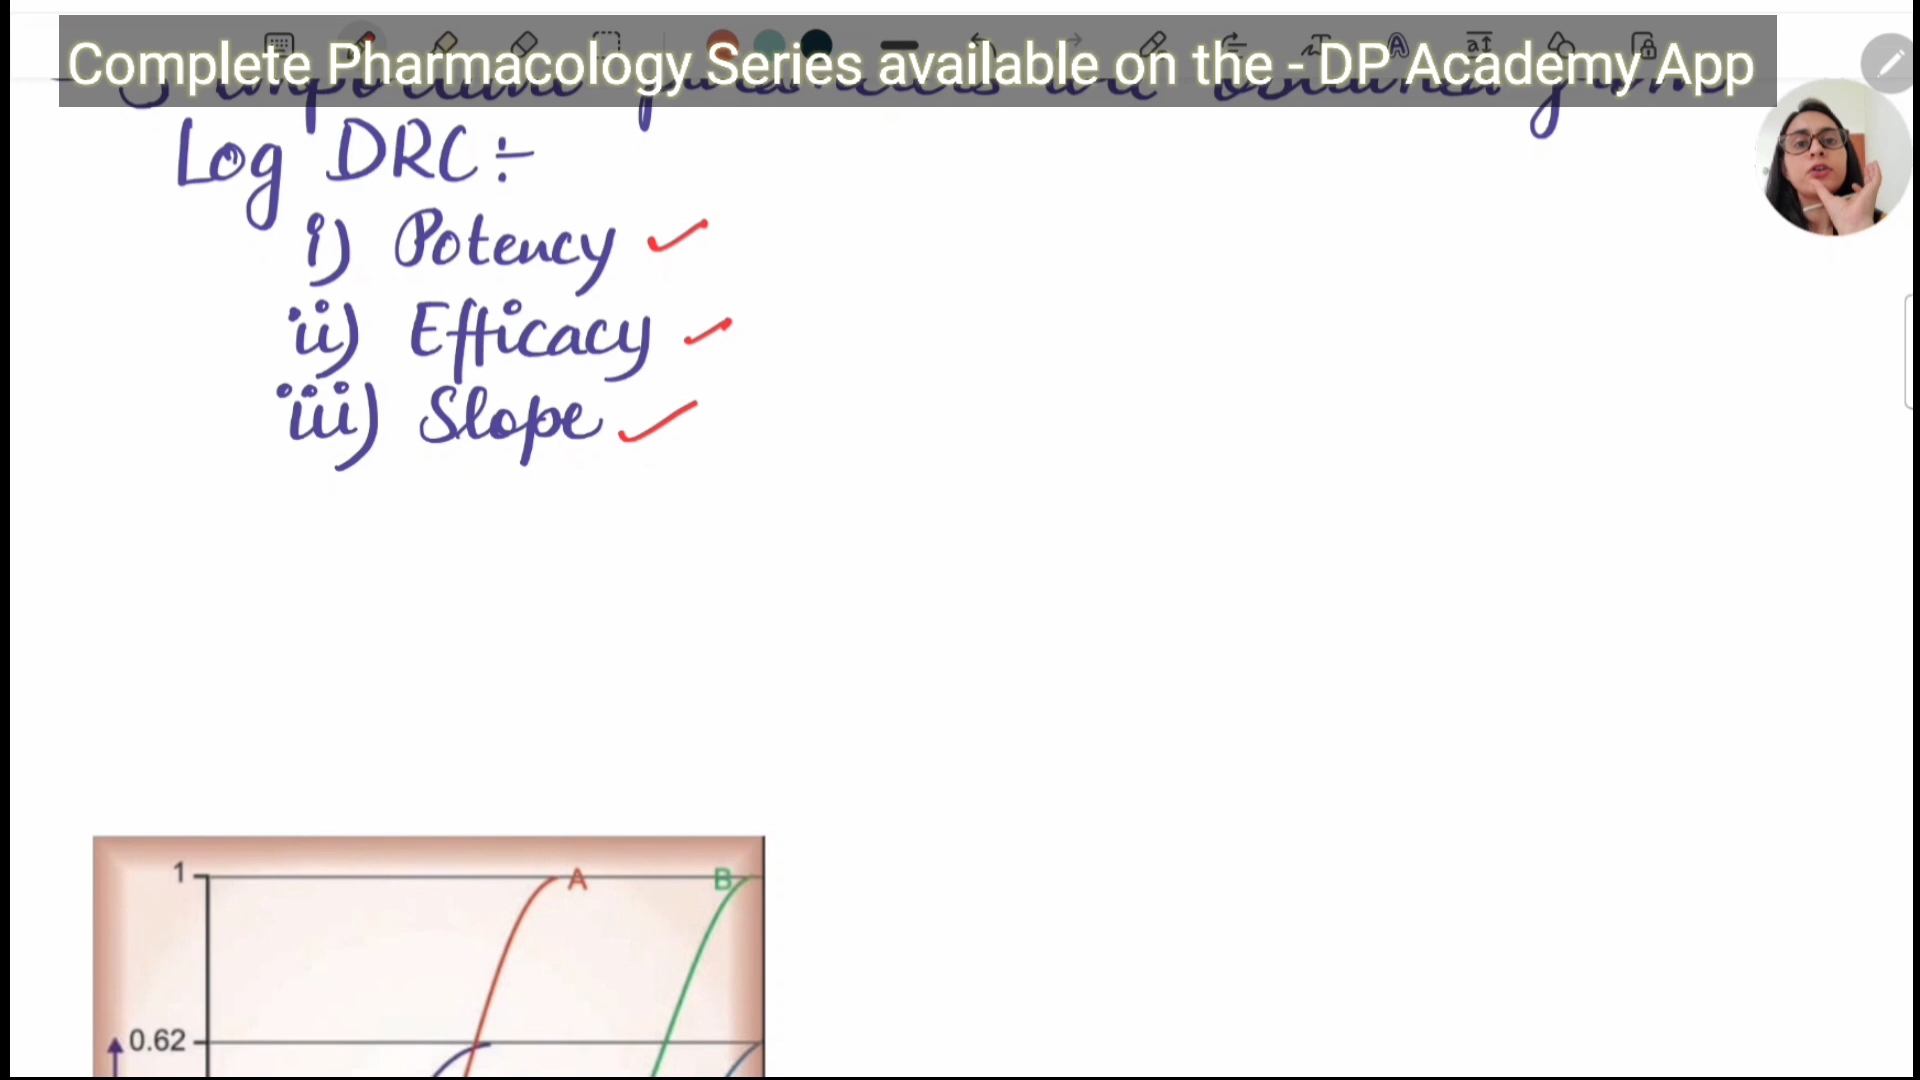 Complete Pharmacology Series available on the - DP Academy App
Log DRC :-
i) Potency
ii) Efficacy
iii) Slope
1
A
B
0.62